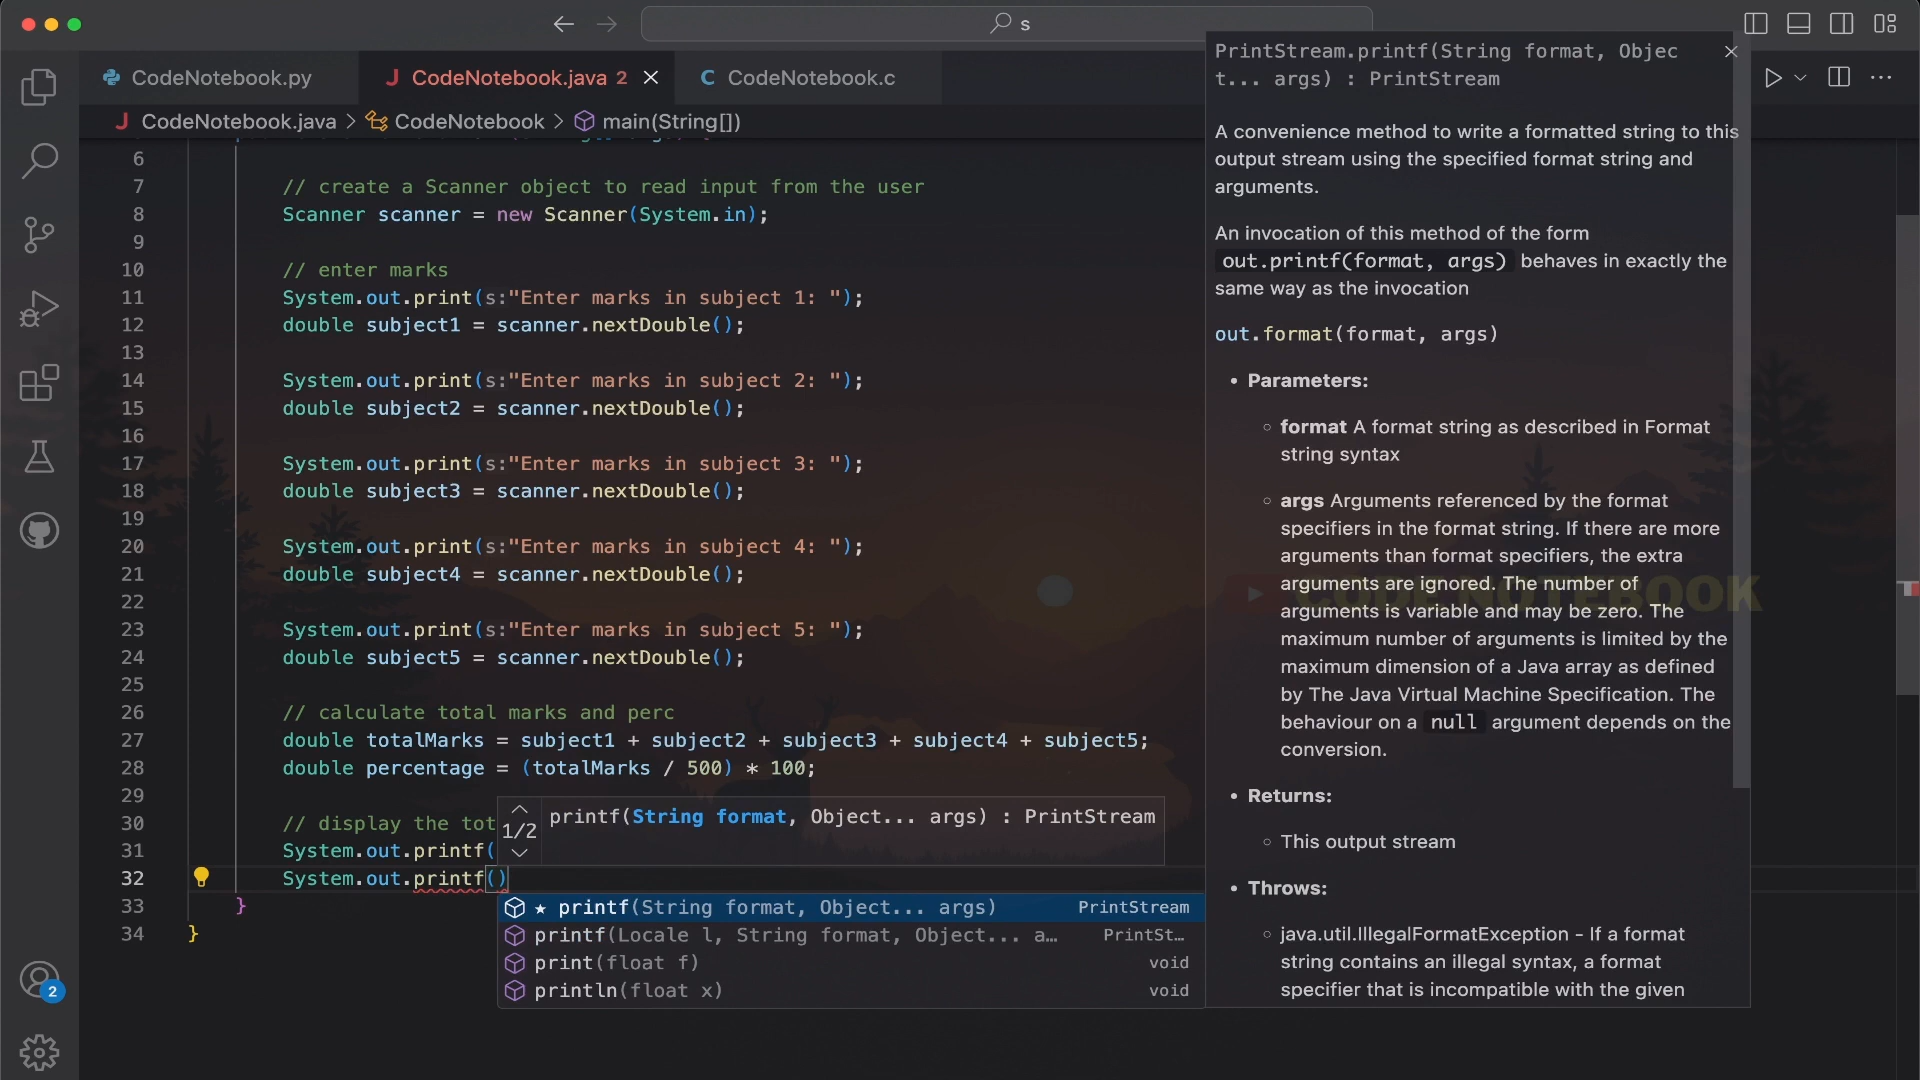 s
CodeNotebook.py
CodeNotebook.java 2
CodeNotebook.c
CodeNotebook.java > CodeNotebook > main(String[])
6
7 // create a Scanner object to read input from the user
8 Scanner scanner = new Scanner(System.in);
9
10 // enter marks
11 System.out.print(s:"Enter marks in subject 1: ");
12 double subject1 = scanner.nextDouble();
13
14 System.out.print(s:"Enter marks in subject 2: ");
15 double subject2 = scanner.nextDouble();
16
17 System.out.print(s:"Enter marks in subject 3: ");
18 double subject3 = scanner.nextDouble();
19
20 System.out.print(s:"Enter marks in subject 4: ");
21 double subject4 = scanner.nextDouble();
22
23 System.out.print(s:"Enter marks in subject 5: ");
24 double subject5 = scanner.nextDouble();
25
26 // calculate total marks and perc
27 double totalMarks = subject1 + subject2 + subject3 + subject4 + subject5;
28 double percentage = (totalMarks / 500) * 100;
29
30 // display the tot
31 System.out.printf(
32 System.out.printf()
33 }
34 }
1/2
printf(String format, Object... args) : PrintStream
★ printf(String format, Object... args) PrintStream
printf(Locale l, String format, Object... a… PrintSt…
print(float f) void
println(float x) void
PrintStream.printf(String format, Objec
t... args) : PrintStream
A convenience method to write a formatted string to this
output stream using the specified format string and
arguments.
An invocation of this method of the form
out.printf(format, args) behaves in exactly the
same way as the invocation
out.format(format, args)
• Parameters:
○ format A format string as described in Format
string syntax
○ args Arguments referenced by the format
specifiers in the format string. If there are more
arguments than format specifiers, the extra
arguments are ignored. The number of
arguments is variable and may be zero. The
maximum number of arguments is limited by the
maximum dimension of a Java array as defined
by The Java Virtual Machine Specification. The
behaviour on a null argument depends on the
conversion.
• Returns:
○ This output stream
• Throws:
○ java.util.IllegalFormatException - If a format
string contains an illegal syntax, a format
specifier that is incompatible with the given
CODE NOTEBOOK
2